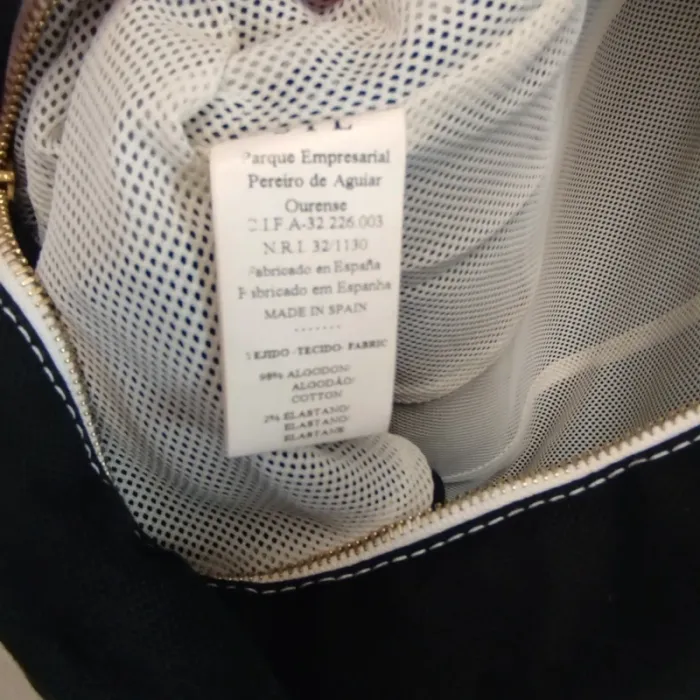 Parque Empresarial
Pereiro de Aguiar
Ourense
C.I.F. A-32.226.003
N.R.I. 32/1130
Fabricado en España
Fabricado em Espanha
MADE IN SPAIN
-------
TEJIDO-TECIDO-FABRIC
98% ALGODON/
ALGODÃO/
COTTON
2% ELASTANO/
ELASTANO/
ELASTANE